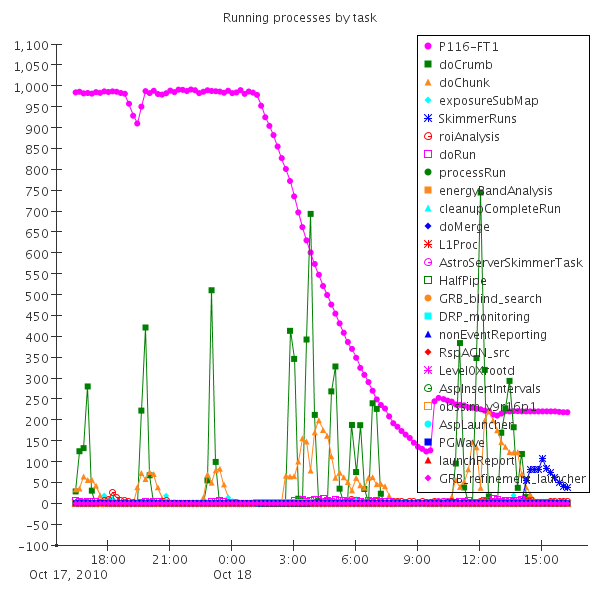 Running processes by task
1,100
1,050
1,000
950
900
850
800
750
700
650
600
550
500
450
400
350
300
250
200
150
100
50
0
-50
-100
P116-FT1
doCrumb
doChunk
exposureSubMap
SkimmerRuns
roiAnalysis
doRun
processRun
energyBandAnalysis
cleanupCompleteRun
doMerge
L1Proc
AstroServerSkimmerTask
HalfPipe
GRB_blind_search
DRP_monitoring
nonEventReporting
RspACN_src
Level0Xrootd
AspInsertIntervals
obssim-v9r16p1
AspLauncher
PGWave
launchReport
GRB_refinement_launcher
18:00 21:00 0:00 3:00 6:00 9:00 12:00 15:00
Oct 17, 2010 Oct 18